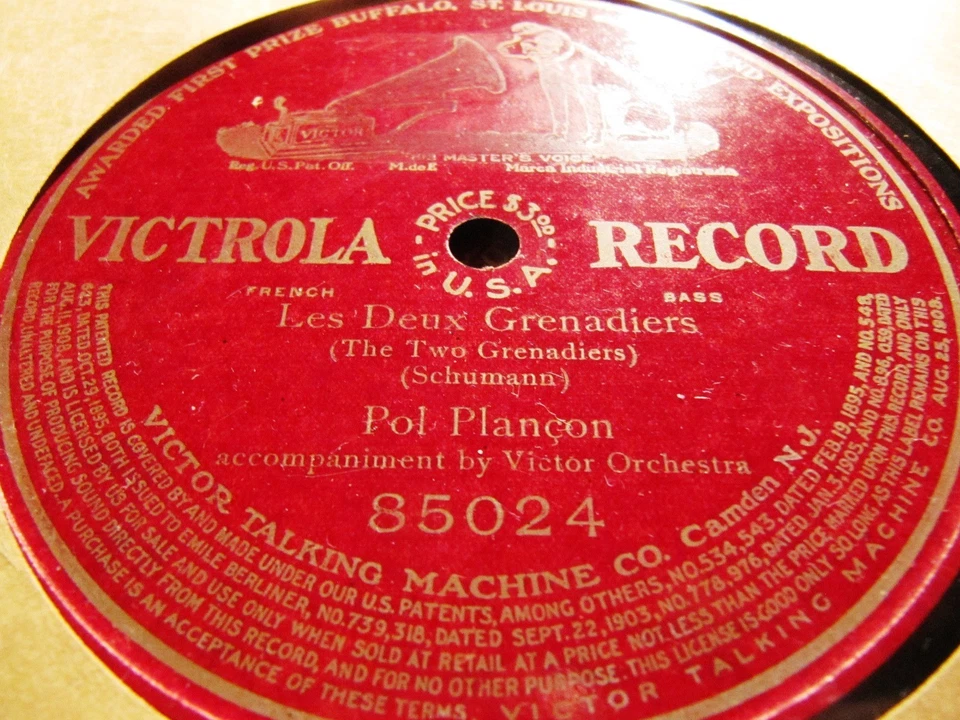 AWARDED FIRST PRIZE BUFFALO, ST. LOUIS AND EXPOSITIONS
VICTOR
HIS MASTER'S VOICE
Reg. U.S. Pat. Off. M. de F. Marca Industrial Registrada
VICTROLA RECORD
PRICE $3.00
in U.S.A.
FRENCH BASS
Les Deux Grenadiers
(The Two Grenadiers)
(Schumann)
Pol Plançon
accompaniment by Victor Orchestra
85024
VICTOR TALKING MACHINE CO. Camden N.J.
THIS PATENTED RECORD IS COVERED BY AND MADE UNDER OUR U.S. PATENTS, AMONG OTHERS, NO. 534,543, DATED FEB. 19, 1895, AND NO. 548,
623, DATED OCT. 29, 1895, BOTH ISSUED TO EMILE BERLINER, NO. 739,318, DATED SEPT. 22, 1903, NO. 778,976, DATED JAN. 3, 1905, AND NO. 896,059, DATED
AUG. 11, 1908, AND IS LICENSED BY US FOR SALE AND USE ONLY WHEN SOLD AT RETAIL AT A PRICE NOT LESS THAN THE PRICE MARKED UPON THIS RECORD, AND ONLY
FOR THE PURPOSE OF PRODUCING SOUND DIRECTLY FROM THIS RECORD, AND FOR NO OTHER PURPOSE. THIS LICENSE IS GOOD ONLY SO LONG AS THIS LABEL REMAINS ON THIS
RECORD UNALTERED AND UNDEFACED. A PURCHASE IS AN ACCEPTANCE OF THESE TERMS. VICTOR TALKING MACHINE CO. AUG. 25, 1908.